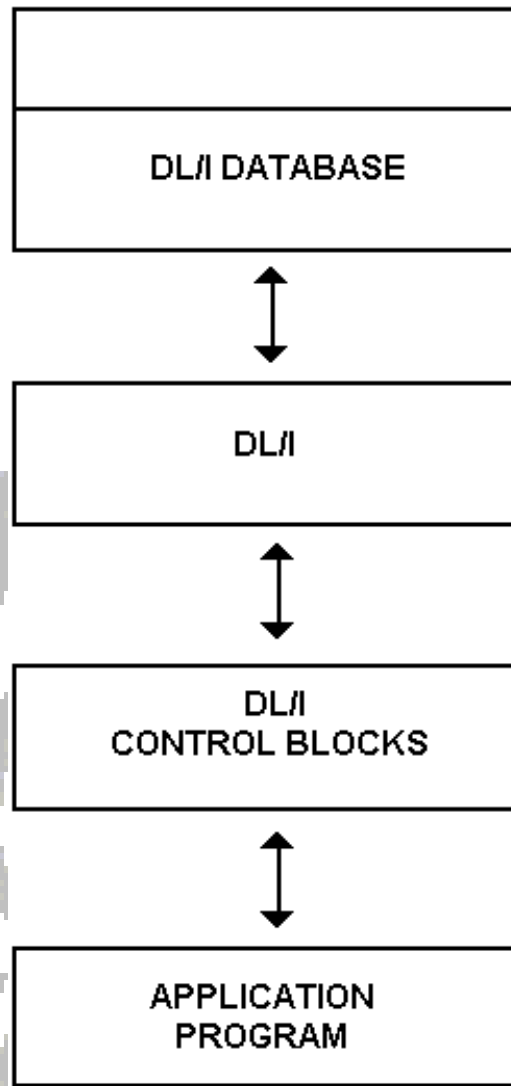 DL/I DATABASE
DL/I
DL/I
CONTROL BLOCKS
APPLICATION
PROGRAM